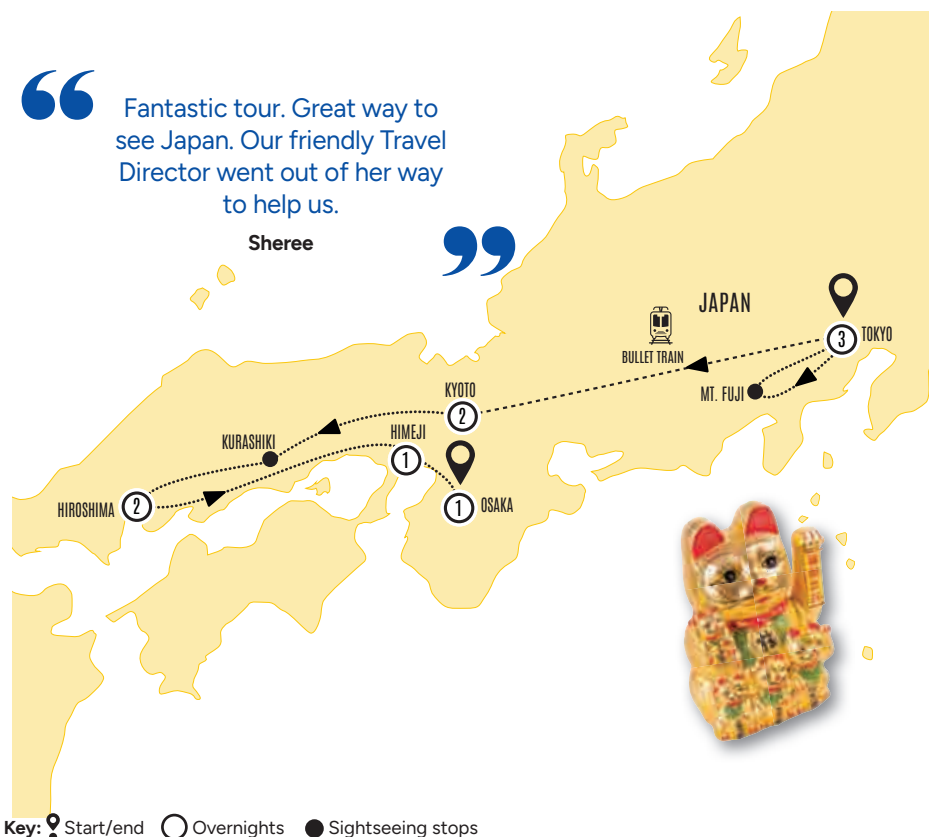 “
Fantastic tour. Great way to
see Japan. Our friendly Travel
Director went out of her way
to help us.
Sheree
”
JAPAN
3 TOKYO
BULLET TRAIN
MT. FUJI
KYOTO
2
HIMEJI
1
KURASHIKI
HIROSHIMA 2
1 OSAKA
Key: Start/end Overnights Sightseeing stops